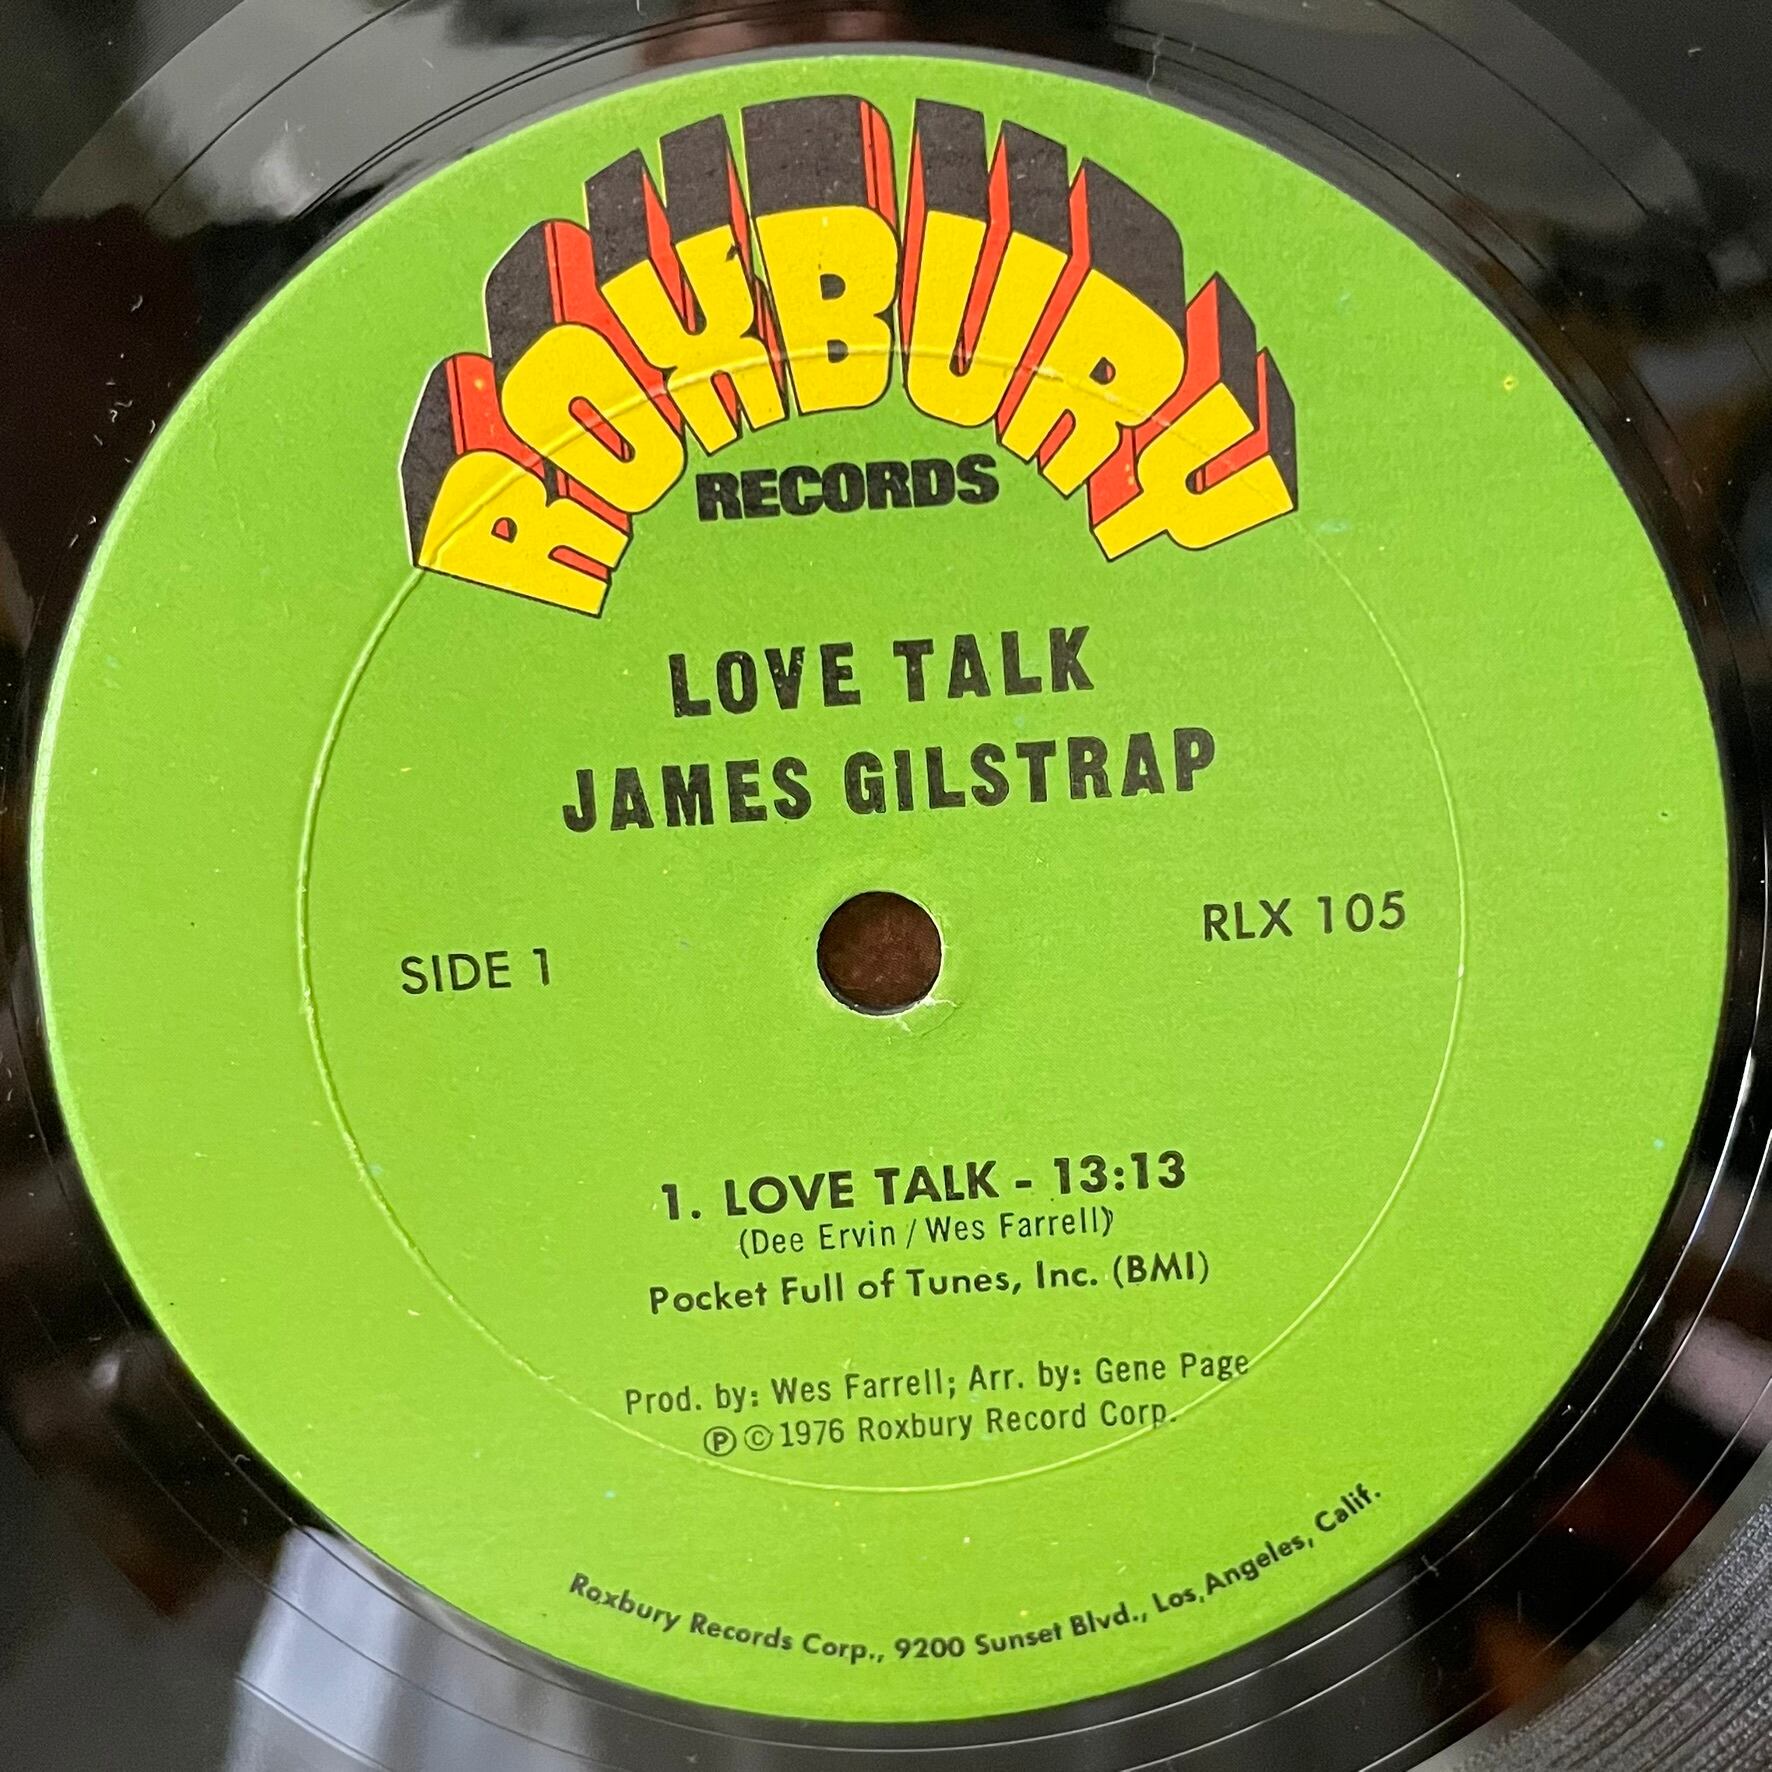 ROXBURY
RECORDS
LOVE TALK
JAMES GILSTRAP
SIDE 1
RLX 105
1. LOVE TALK - 13:13
(Dee Ervin / Wes Farrell)
Pocket Full of Tunes, Inc. (BMI)
Prod. by: Wes Farrell; Arr. by: Gene Page
℗ © 1976 Roxbury Record Corp.
Roxbury Records Corp., 9200 Sunset Blvd., Los Angeles, Calif.